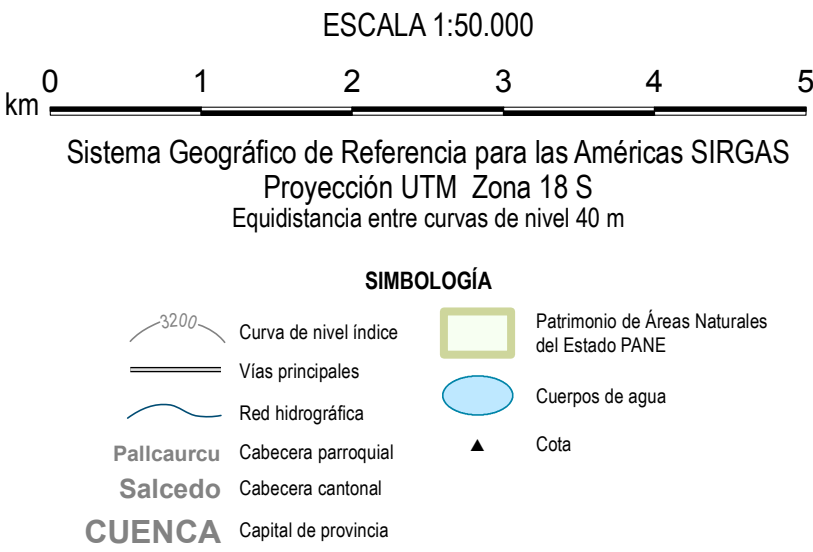 ESCALA 1:50.000
0 1 2 3 4 5
km
Sistema Geográfico de Referencia para las Américas SIRGAS
Proyección UTM Zona 18 S
Equidistancia entre curvas de nivel 40 m
SIMBOLOGÍA
3200
Curva de nivel índice
Vías principales
Red hidrográfica
Pallcaurcu Cabecera parroquial
Salcedo Cabecera cantonal
CUENCA Capital de provincia
Patrimonio de Áreas Naturales
del Estado PANE
Cuerpos de agua
Cota